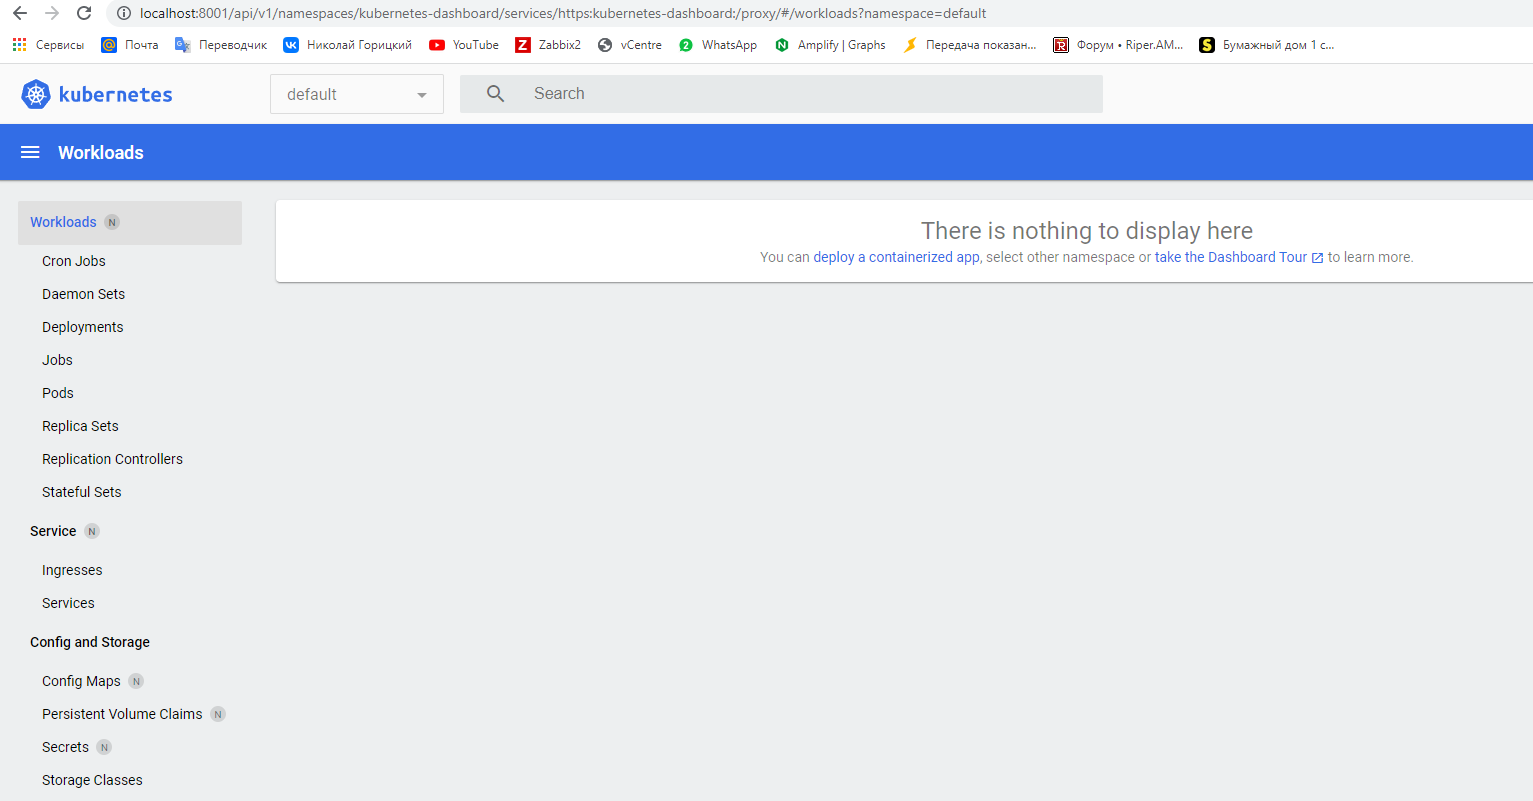 localhost:8001/api/v1/namespaces/kubernetes-dashboard/services/https:kubernetes-dashboard:/proxy/#/workloads?namespace=default
Сервисы Почта Переводчик Николай Горицкий YouTube Zabbix2 vCentre WhatsApp Amplify | Graphs Передача показан... Форум • Riper.AM... Бумажный дом 1 с...
kubernetes default Search
Workloads
Workloads N
Cron Jobs
Daemon Sets
Deployments
Jobs
Pods
Replica Sets
Replication Controllers
Stateful Sets
Service N
Ingresses
Services
Config and Storage
Config Maps N
Persistent Volume Claims N
Secrets N
Storage Classes
There is nothing to display here
You can deploy a containerized app, select other namespace or take the Dashboard Tour to learn more.